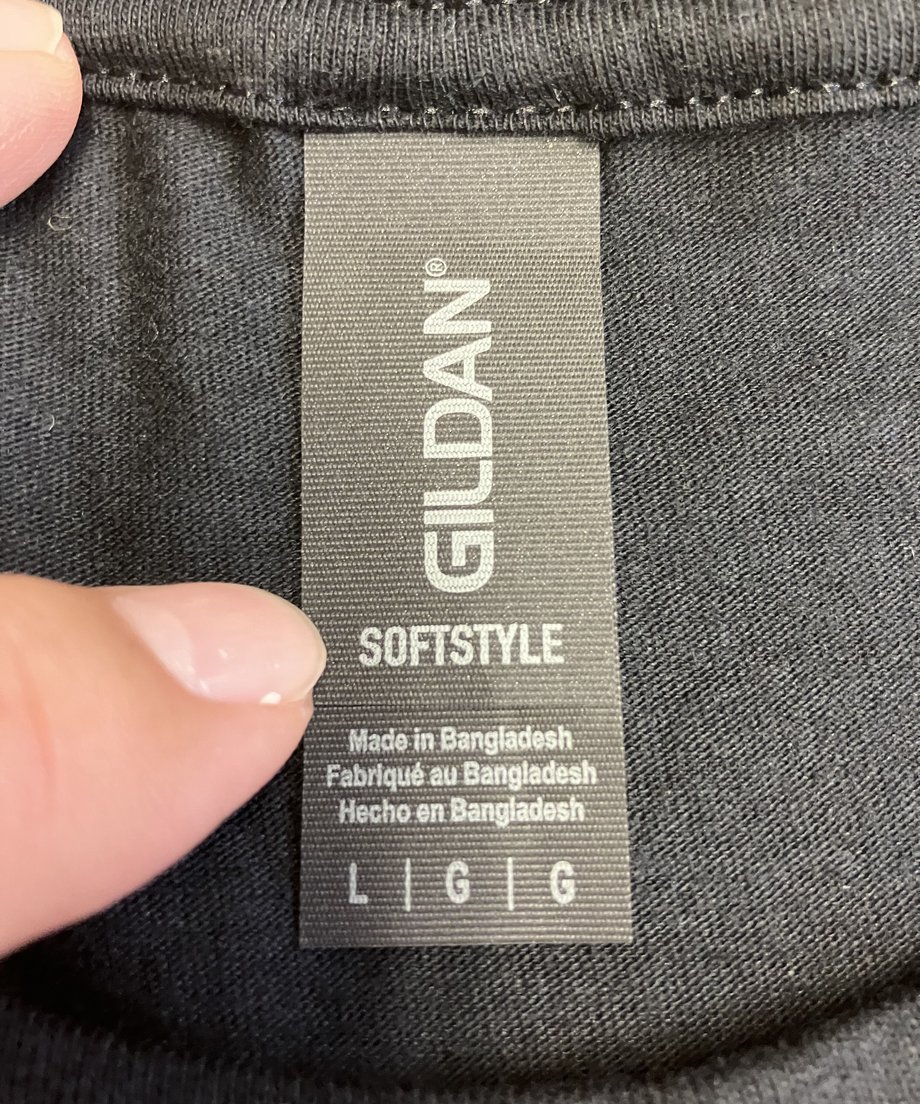 GILDAN®
SOFTSTYLE
Made in Bangladesh
Fabriqué au Bangladesh
Hecho en Bangladesh
L | G | G